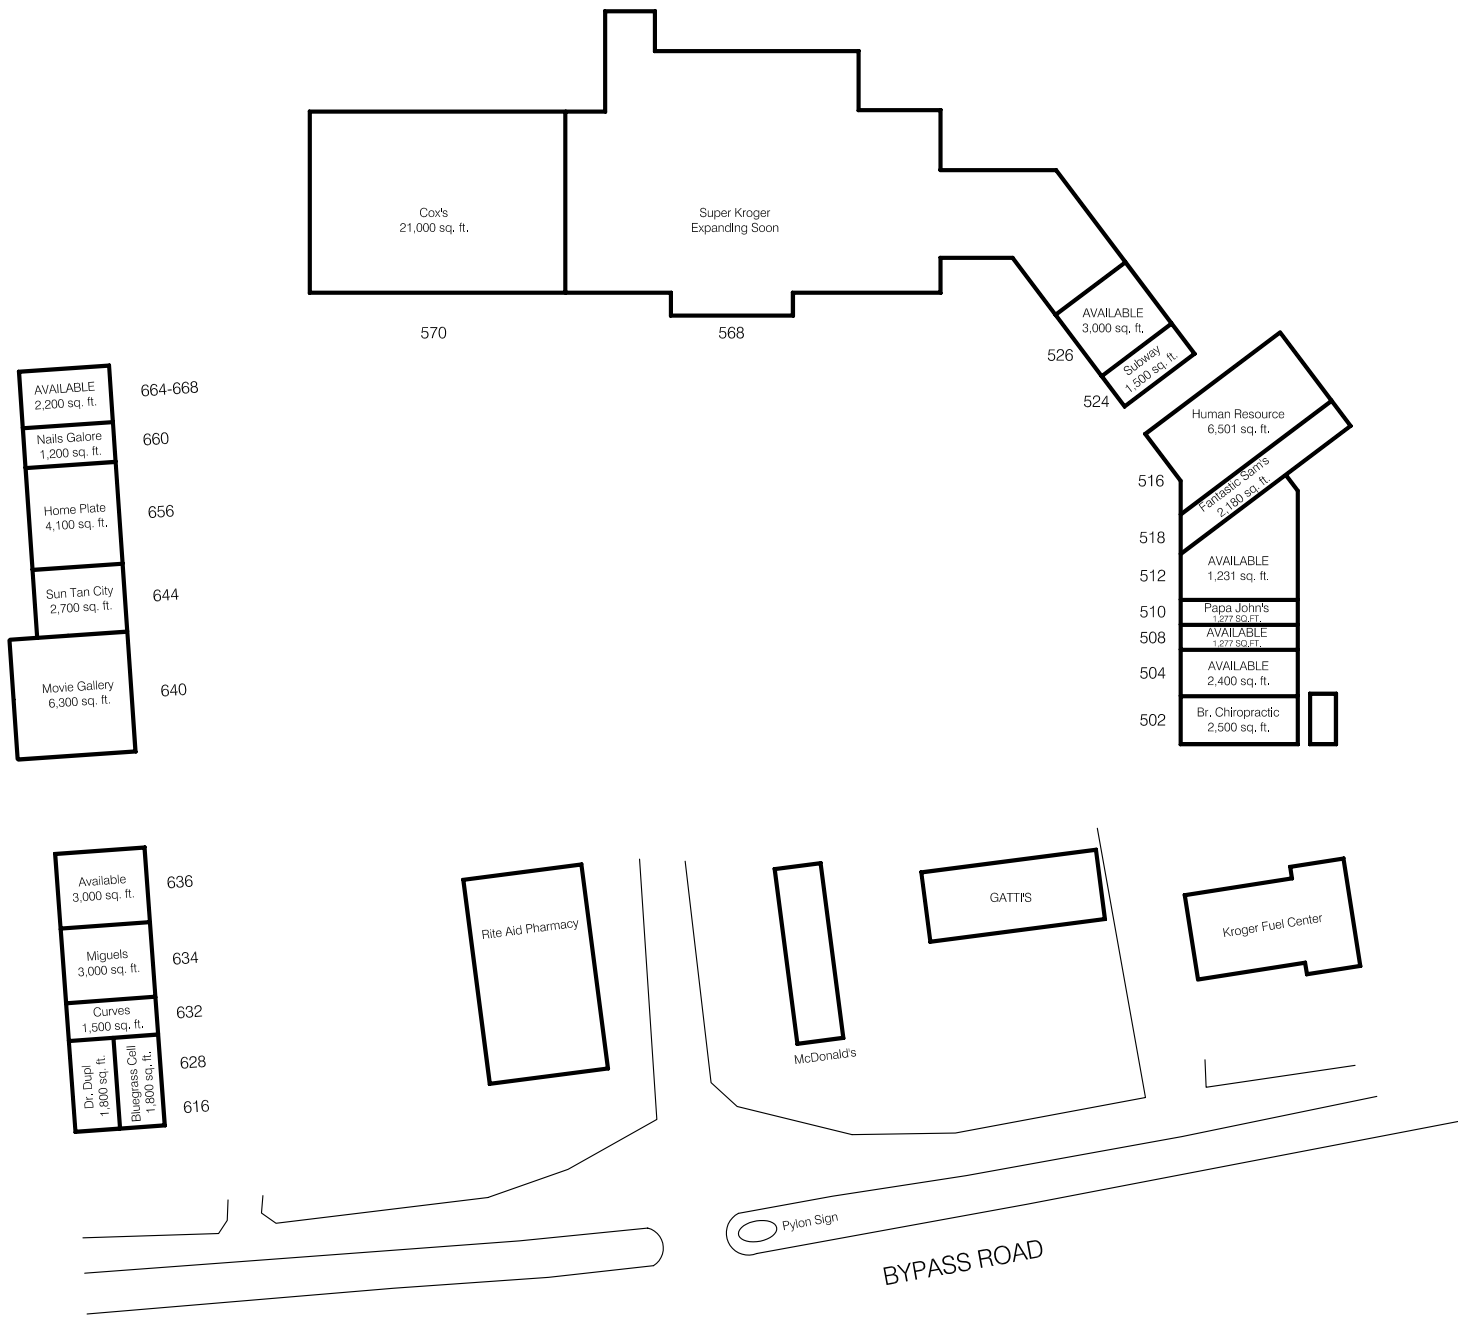 Cox's
21,000 sq. ft.
570
Super Kroger
Expanding Soon
568
AVAILABLE
3,000 sq. ft.
526
Subway
1,500 sq. ft.
524
Human Resource
6,501 sq. ft.
516
Fantastic Sam's
2,180 sq. ft.
518
AVAILABLE
1,231 sq. ft.
512
Papa John's
1,277 SQ.FT.
510
AVAILABLE
1,277 SQ.FT.
508
AVAILABLE
2,400 sq. ft.
504
Br. Chiropractic
2,500 sq. ft.
502
AVAILABLE
2,200 sq. ft.
664-668
Nails Galore
1,200 sq. ft.
660
Home Plate
4,100 sq. ft.
656
Sun Tan City
2,700 sq. ft.
644
Movie Gallery
6,300 sq. ft.
640
Available
3,000 sq. ft.
636
Miguels
3,000 sq. ft.
634
Curves
1,500 sq. ft.
632
Dr. Dupl
1,800 sq. ft.
628
Bluegrass Cell
1,800 sq. ft.
616
Rite Aid Pharmacy
McDonald's
GATTI'S
Kroger Fuel Center
Pylon Sign
BYPASS ROAD